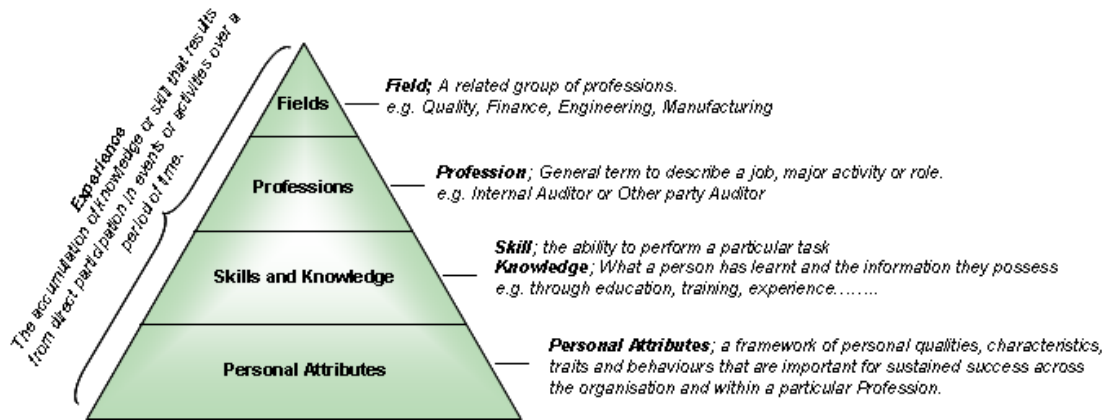 Experience
The accumulation of knowledge or skill that results
from direct participation in events or activities over a
period of time.
Fields
Field; A related group of professions.
e.g. Quality, Finance, Engineering, Manufacturing
Professions
Profession; General term to describe a job, major activity or role.
e.g. Internal Auditor or Other party Auditor
Skills and Knowledge
Skill; the ability to perform a particular task
Knowledge; What a person has learnt and the information they possess
e.g. through education, training, experience........
Personal Attributes
Personal Attributes; a framework of personal qualities, characteristics,
traits and behaviours that are important for sustained success across
the organisation and within a particular Profession.